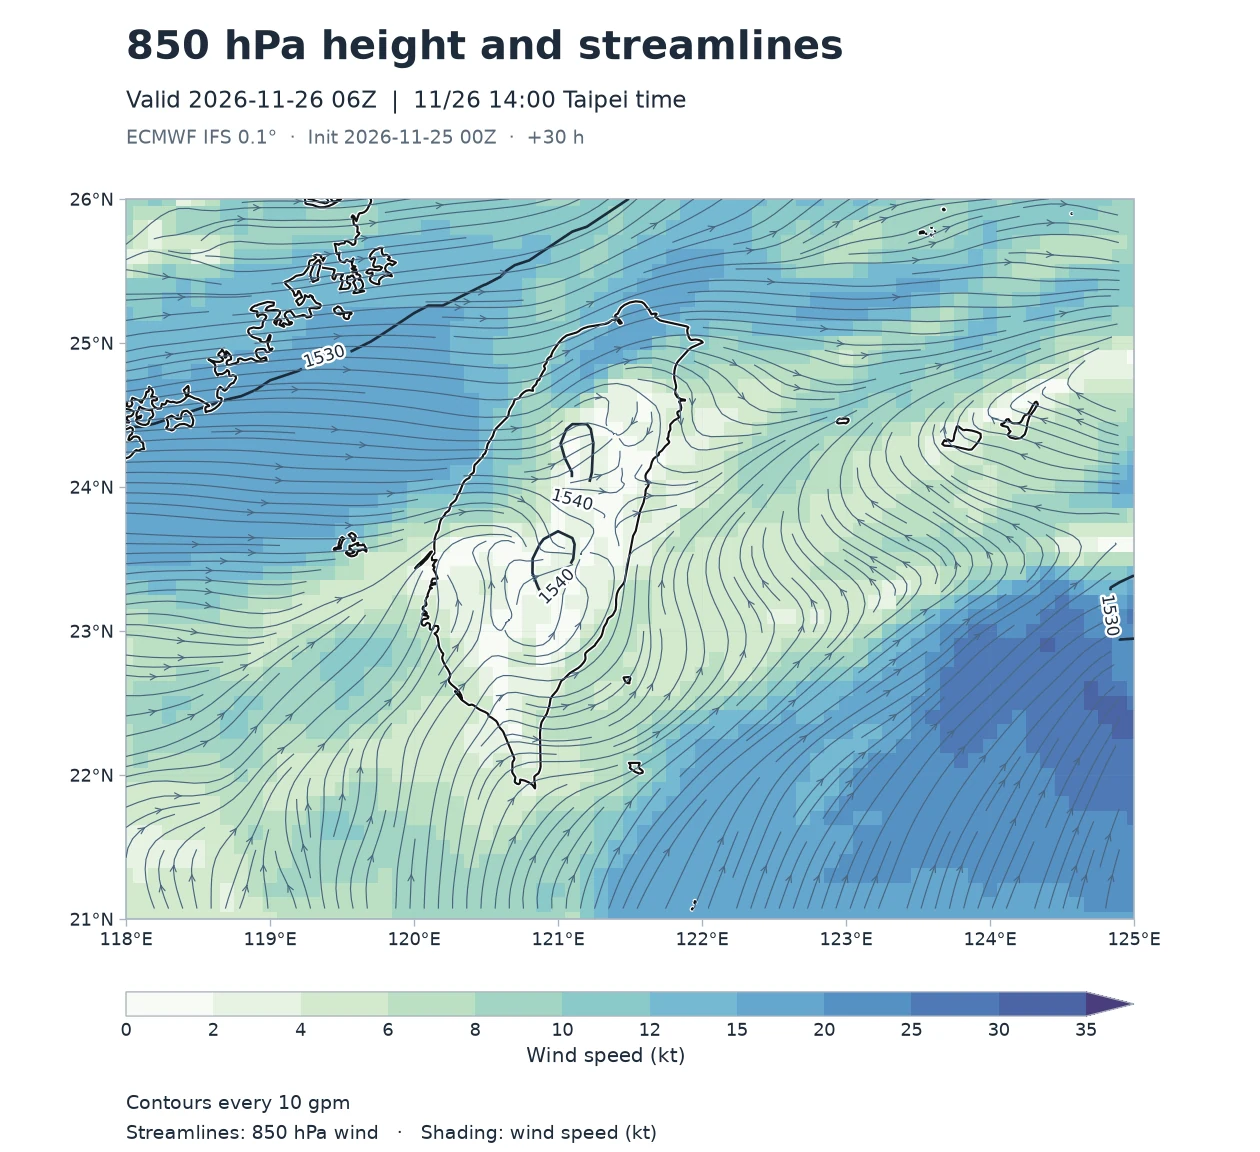 850 hPa height and streamlines
Valid 2026-11-26 06Z | 11/26 14:00 Taipei time
ECMWF IFS 0.1° · Init 2026-11-25 00Z · +30 h
26°N
25°N
1530
24°N
1540
1540
23°N
1530
22°N
21°N
118°E 119°E 120°E 121°E 122°E 123°E 124°E 125°E
0 2 4 6 8 10 12 15 20 25 30 35
Wind speed (kt)
Contours every 10 gpm
Streamlines: 850 hPa wind · Shading: wind speed (kt)